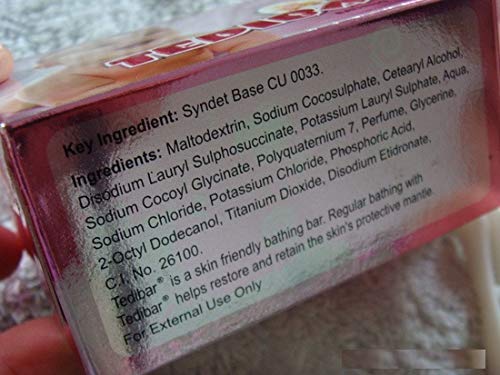 TEDIBAR
Key Ingredient: Syndet Base CU 0033.
Ingredients: Maltodextrin, Sodium Cocosulphate, Cetearyl Alcohol,
Disodium Lauryl Sulphosuccinate, Potassium Lauryl Sulphate, Aqua,
Sodium Cocoyl Glycinate, Polyquaternium 7, Perfume, Glycerine,
Sodium Chloride, Potassium Chloride, Phosphoric Acid,
2-Octyl Dodecanol, Titanium Dioxide, Disodium Etidronate,
C.I. No. 26100.
Tedibar® is a skin friendly bathing bar. Regular bathing with
Tedibar® helps restore and retain the skin's protective mantle.
For External Use Only